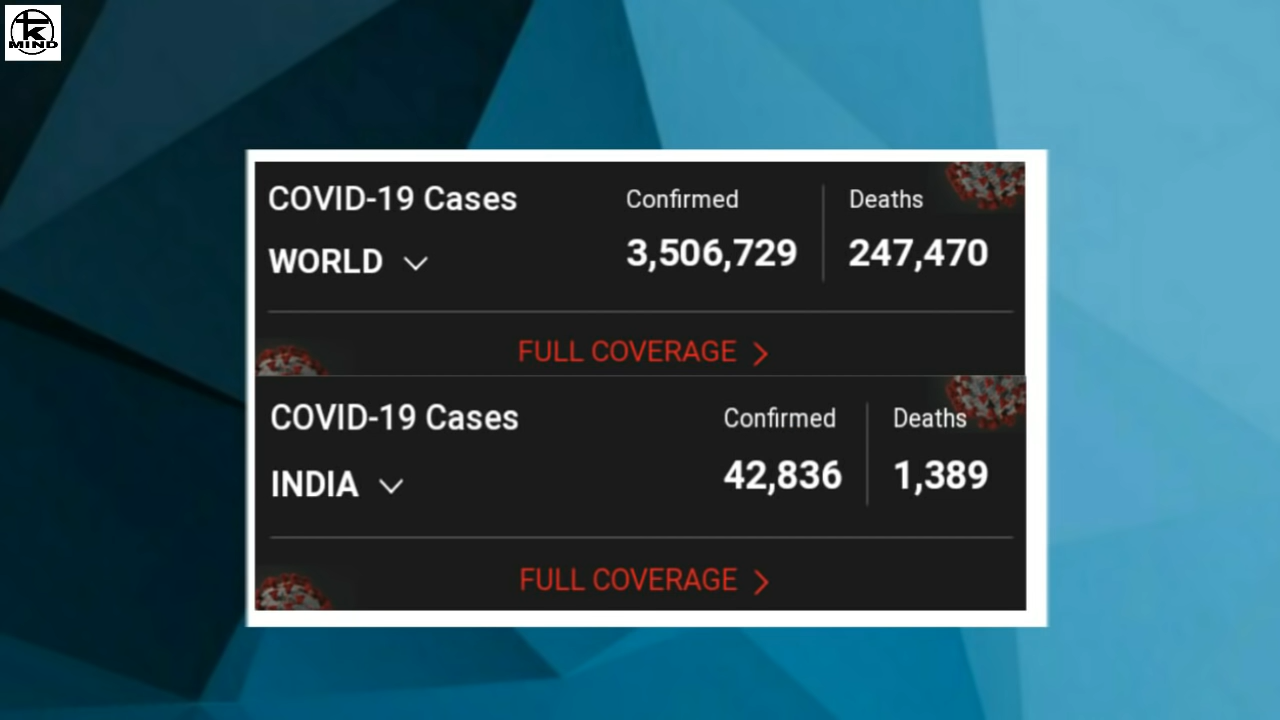 TK
MIND
COVID-19 Cases Confirmed Deaths
WORLD 3,506,729 247,470
FULL COVERAGE >
COVID-19 Cases Confirmed Deaths
INDIA 42,836 1,389
FULL COVERAGE >